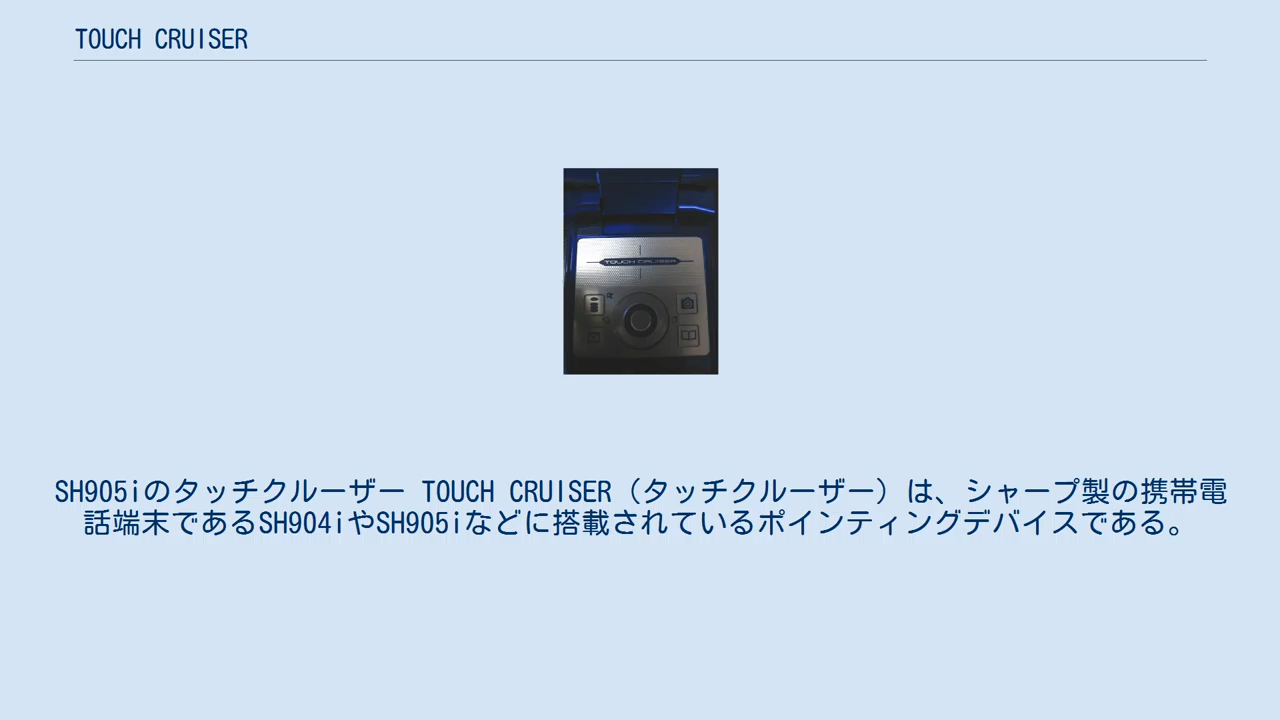 TOUCH CRUISER
TOUCH CRUISER
SH905iのタッチクルーザー TOUCH CRUISER（タッチクルーザー）は、シャープ製の携帯電
話端末であるSH904iやSH905iなどに搭載されているポインティングデバイスである。